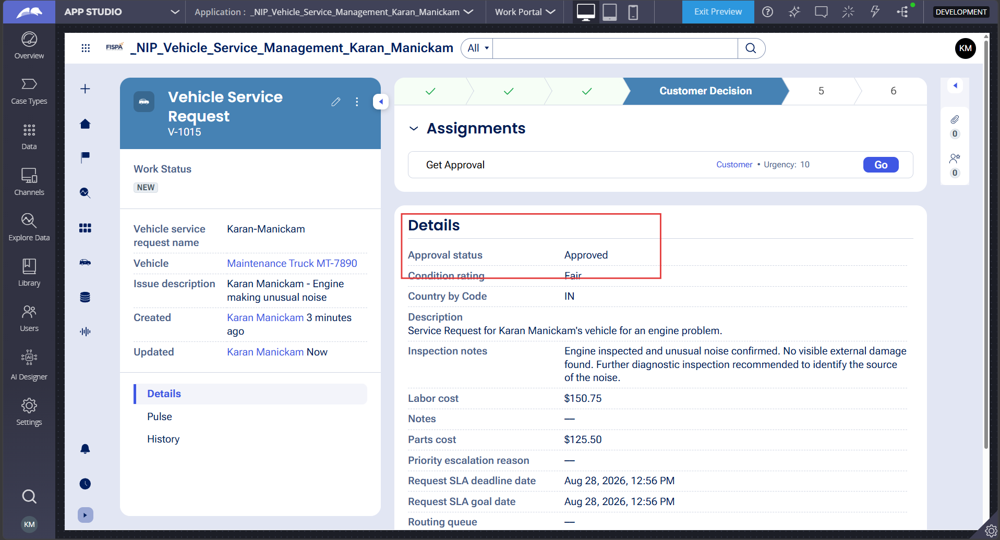 APP STUDIO
Application : _NIP_Vehicle_Service_Management_Karan_Manickam
Work Portal
Exit Preview
DEVELOPMENT
Overview
Case Types
Data
Channels
Explore Data
Library
Users
AI
AI Designer
Settings
KM
FISPA
_NIP_Vehicle_Service_Management_Karan_Manickam
All
KM
Vehicle Service
Request
V-1015
Work Status
NEW
Vehicle service
request name
Karan-Manickam
Vehicle
Maintenance Truck MT-7890
Issue description
Karan Manickam - Engine
making unusual noise
Created
Karan Manickam 3 minutes
ago
Updated
Karan Manickam Now
Details
Pulse
History
Customer Decision
5
6
Assignments
Get Approval
Customer • Urgency: 10
Go
0
0
Details
Approval status
Approved
Condition rating
Fair
Country by Code
IN
Description
Service Request for Karan Manickam's vehicle for an engine problem.
Inspection notes
Engine inspected and unusual noise confirmed. No visible external damage
found. Further diagnostic inspection recommended to identify the source
of the noise.
Labor cost
$150.75
Notes
—
Parts cost
$125.50
Priority escalation reason
—
Request SLA deadline date
Aug 28, 2026, 12:56 PM
Request SLA goal date
Aug 28, 2026, 12:56 PM
Routing queue
—